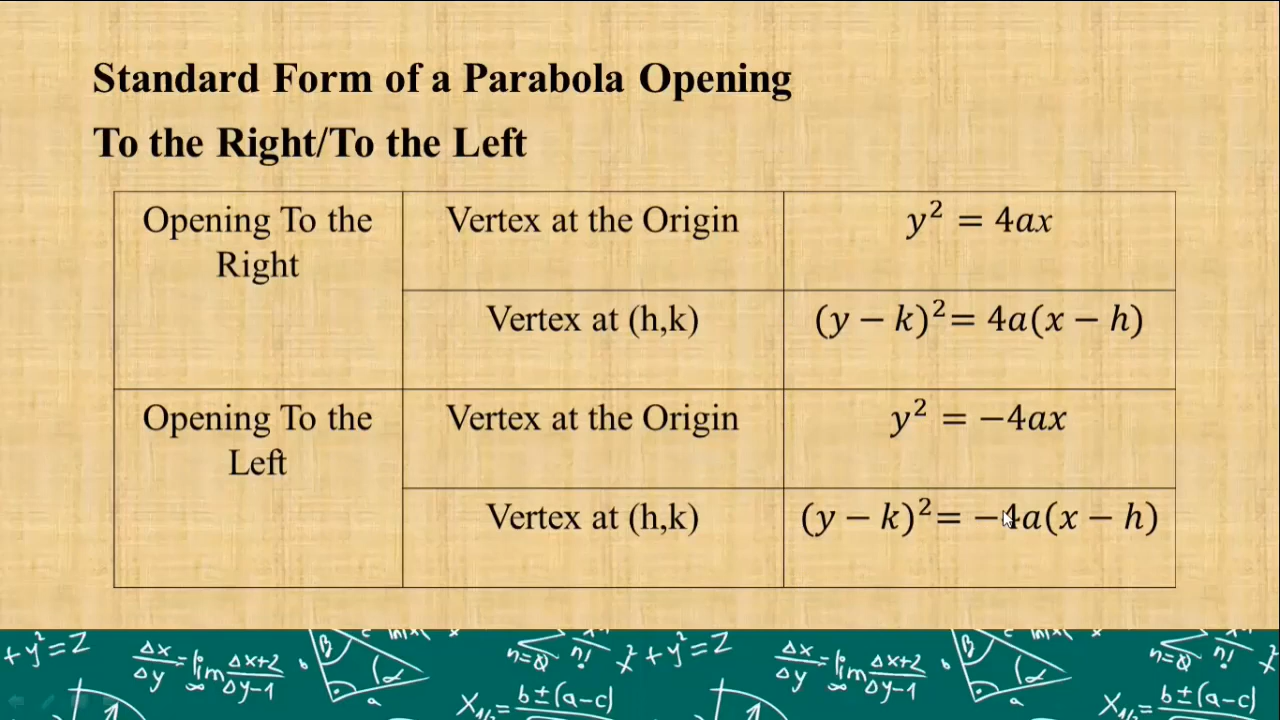 Standard Form of a Parabola Opening
To the Right/To the Left
Opening To the
Right
Vertex at the Origin
y² = 4ax
Vertex at (h,k)
(y − k)²= 4a(x − h)
Opening To the
Left
Vertex at the Origin
y² = −4ax
Vertex at (h,k)
(y − k)²= −4a(x − h)